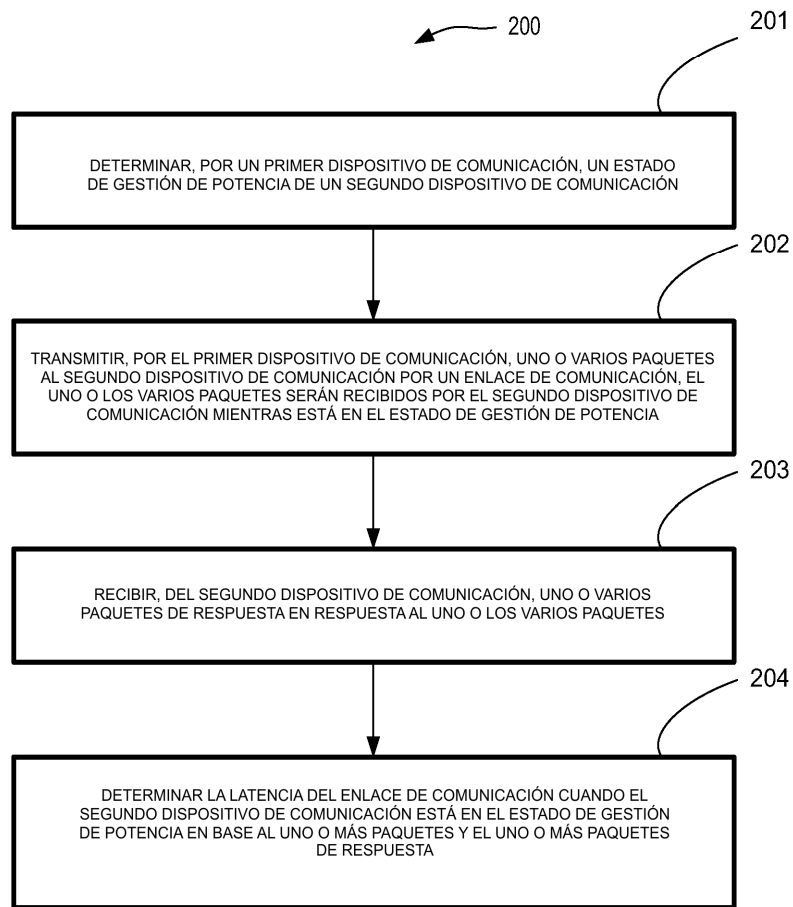 200
201
DETERMINAR, POR UN PRIMER DISPOSITIVO DE COMUNICACIÓN, UN ESTADO
DE GESTIÓN DE POTENCIA DE UN SEGUNDO DISPOSITIVO DE COMUNICACIÓN
202
TRANSMITIR, POR EL PRIMER DISPOSITIVO DE COMUNICACIÓN, UNO O VARIOS PAQUETES
AL SEGUNDO DISPOSITIVO DE COMUNICACIÓN POR UN ENLACE DE COMUNICACIÓN, EL
UNO O LOS VARIOS PAQUETES SERÁN RECIBIDOS POR EL SEGUNDO DISPOSITIVO DE
COMUNICACIÓN MIENTRAS ESTÁ EN EL ESTADO DE GESTIÓN DE POTENCIA
203
RECIBIR, DEL SEGUNDO DISPOSITIVO DE COMUNICACIÓN, UNO O VARIOS
PAQUETES DE RESPUESTA EN RESPUESTA AL UNO O LOS VARIOS PAQUETES
204
DETERMINAR LA LATENCIA DEL ENLACE DE COMUNICACIÓN CUANDO EL
SEGUNDO DISPOSITIVO DE COMUNICACIÓN ESTÁ EN EL ESTADO DE GESTIÓN
DE POTENCIA EN BASE AL UNO O MÁS PAQUETES Y EL UNO O MÁS PAQUETES
DE RESPUESTA